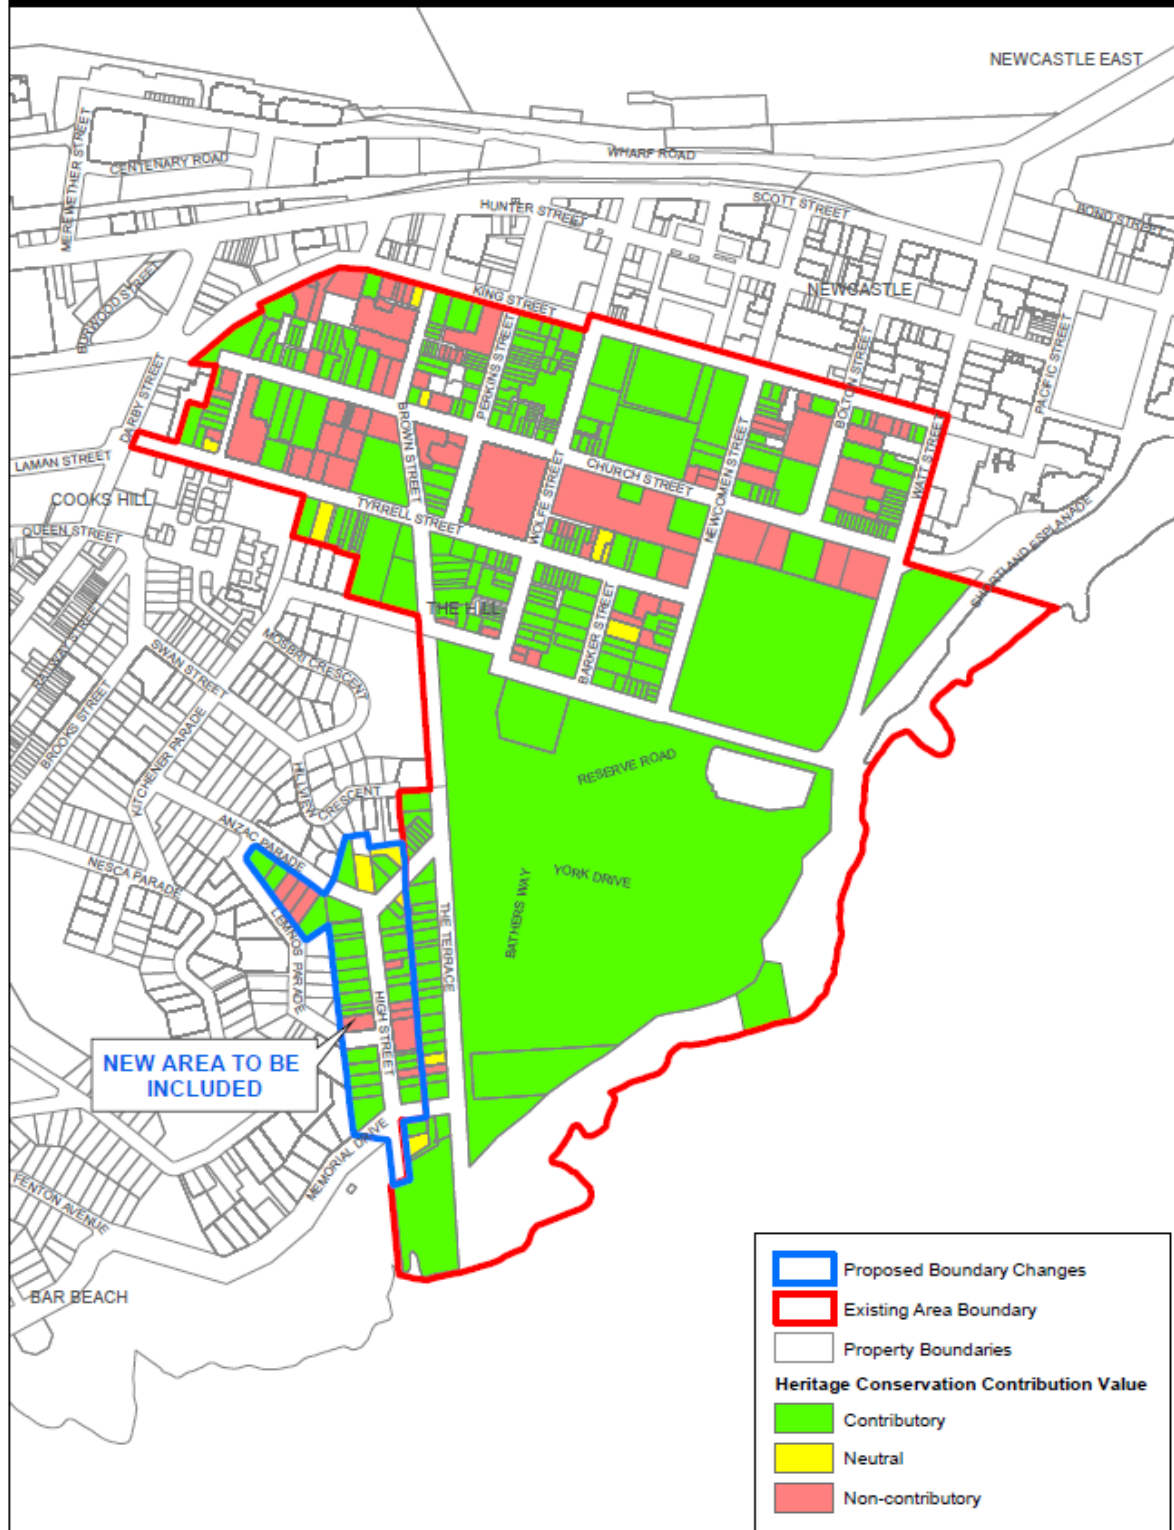 NEWCASTLE EAST
MEREWETHER STREET
CENTENARY ROAD
WHARF ROAD
HUNTER STREET
SCOTT STREET
BOND STREET
BURWOOD STREET
KING STREET
NEWCASTLE
DARBY STREET
PERKINS STREET
BOLTON STREET
PACIFIC STREET
BROWN STREET
WOLFE STREET
CHURCH STREET
NEWCOMEN STREET
WATT STREET
LAMAN STREET
COOKS HILL
TYRRELL STREET
QUEEN STREET
SHORTLAND ESPLANADE
THE HILL
BARKER STREET
RAILWAY STREET
SWAN STREET
MOSBRI CRESCENT
BROOKS STREET
KITCHENER PARADE
HILLVIEW CRESCENT
RESERVE ROAD
ANZAC PARADE
NESCA PARADE
YORK DRIVE
BATHERS WAY
LEMNOS PARADE
THE TERRACE
HIGH STREET
NEW AREA TO BE
INCLUDED
MEMORIAL DRIVE
FENTON AVENUE
BAR BEACH
Proposed Boundary Changes
Existing Area Boundary
Property Boundaries
Heritage Conservation Contribution Value
Contributory
Neutral
Non-contributory